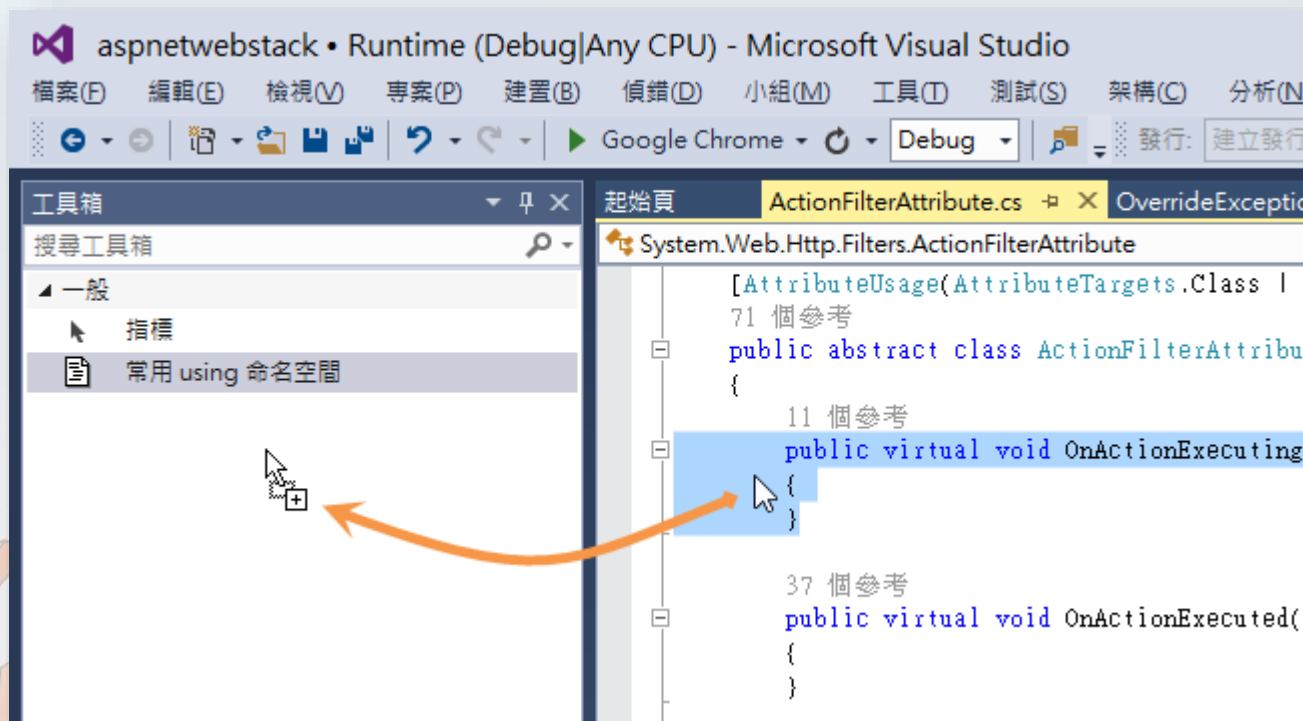 aspnetwebstack • Runtime (Debug|Any CPU) - Microsoft Visual Studio
檔案(F) 編輯(E) 檢視(V) 專案(P) 建置(B) 偵錯(D) 小組(M) 工具(T) 測試(S) 架構(C) 分析(N
Google Chrome Debug 發行: 建立發行
工具箱
搜尋工具箱
一般
指標
常用 using 命名空間
起始頁 ActionFilterAttribute.cs OverrideExceptio
System.Web.Http.Filters.ActionFilterAttribute
[AttributeUsage(AttributeTargets.Class |
71 個參考
public abstract class ActionFilterAttribu
{
11 個參考
public virtual void OnActionExecuting
{
}
37 個參考
public virtual void OnActionExecuted(
{
}